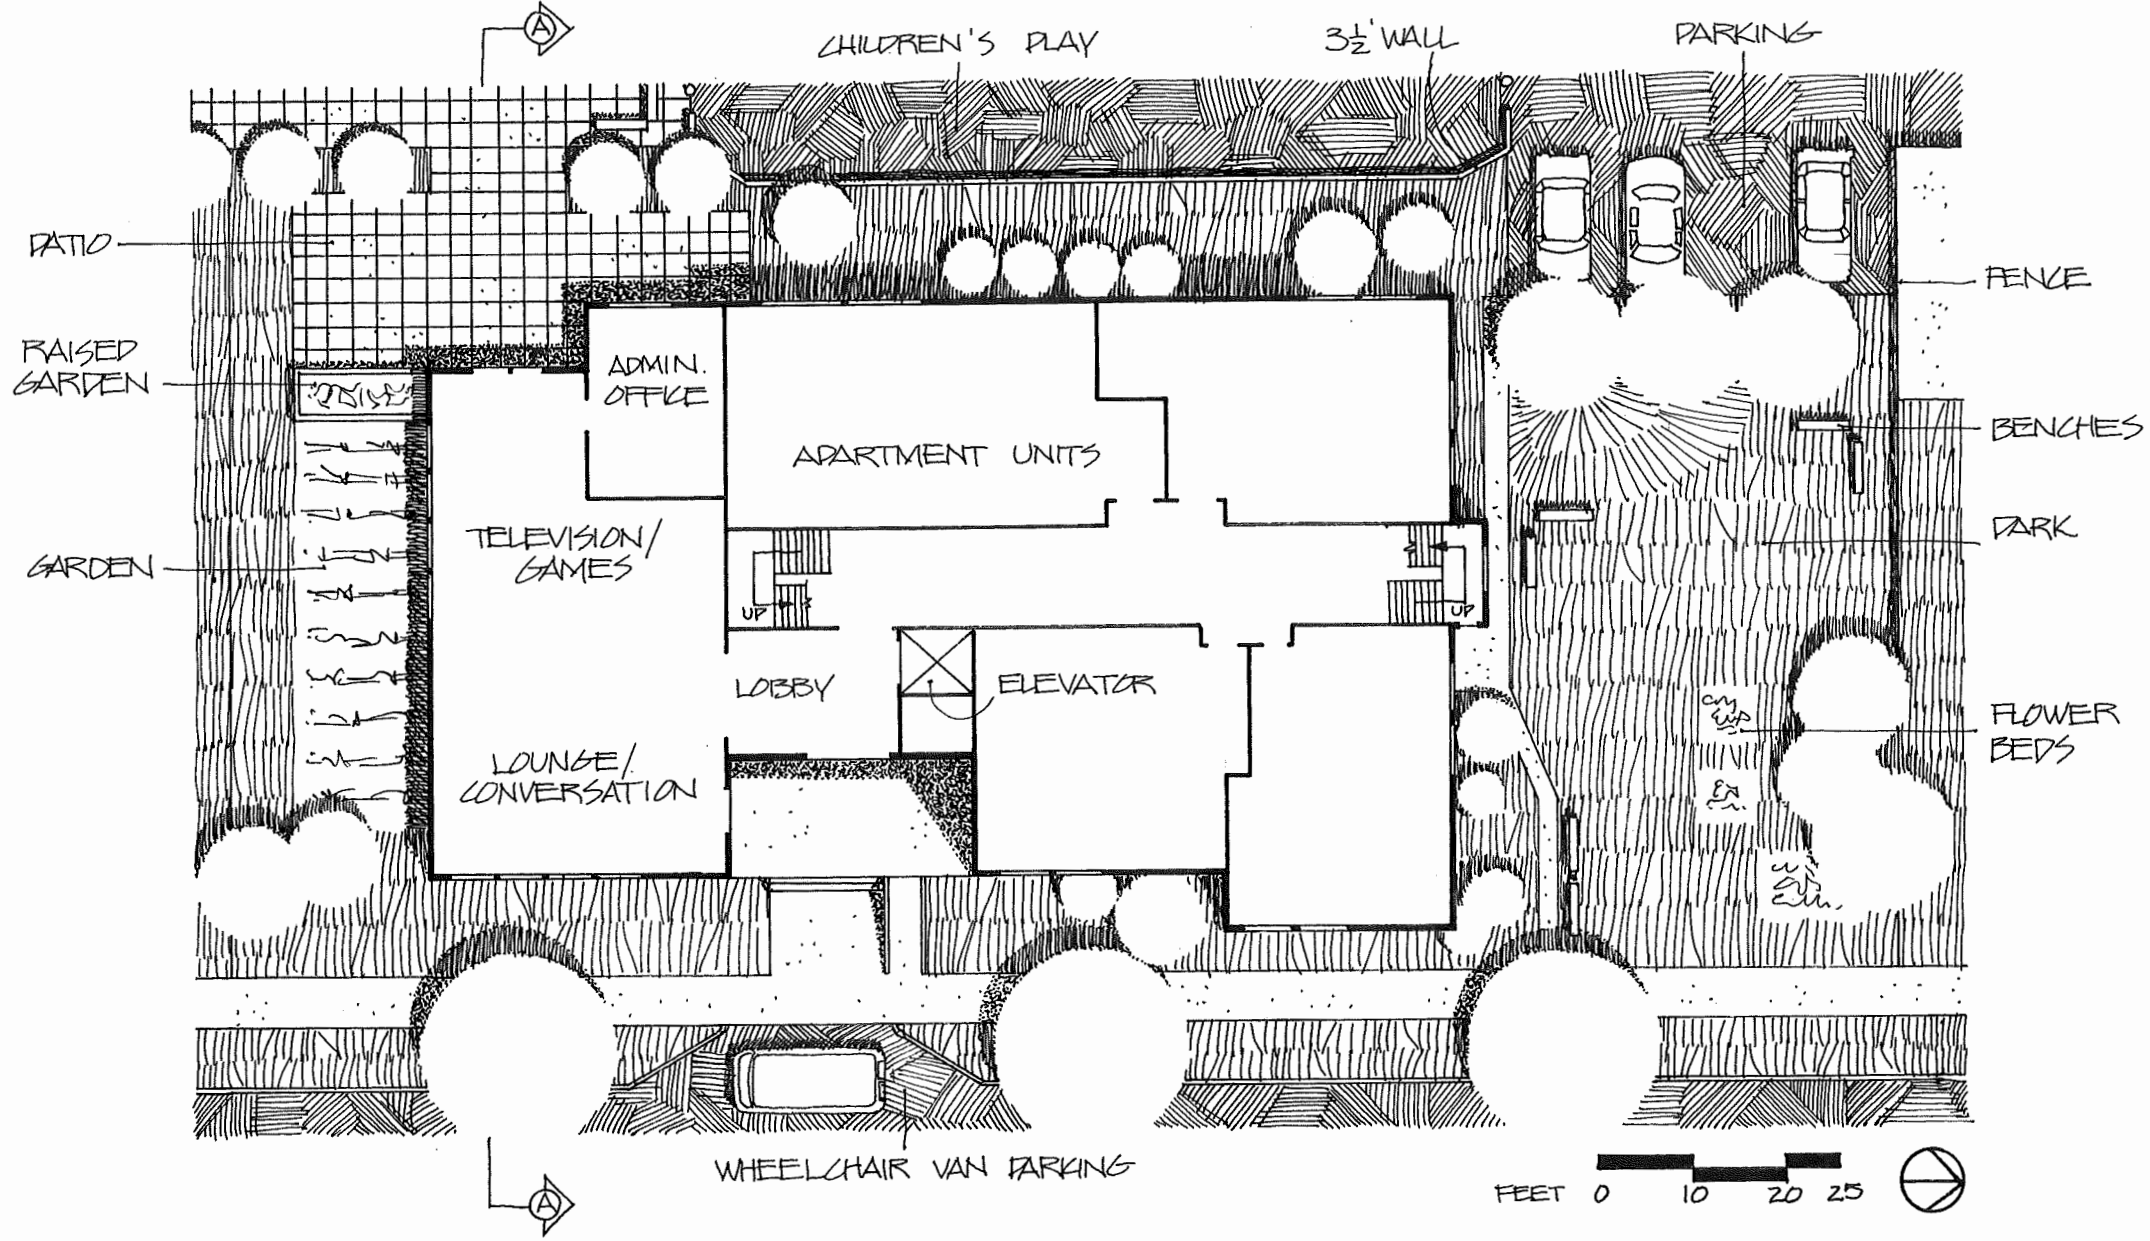 A
CHILDREN'S PLAY
3½' WALL
PARKING
PATIO
FENCE
RAISED
GARDEN
ADMIN.
OFFICE
BENCHES
APARTMENT UNITS
TELEVISION/
GAMES
PARK
GARDEN
UP
UP
LOBBY
ELEVATOR
FLOWER
BEDS
LOUNGE/
CONVERSATION
WHEELCHAIR VAN PARKING
A
FEET 0 10 20 25